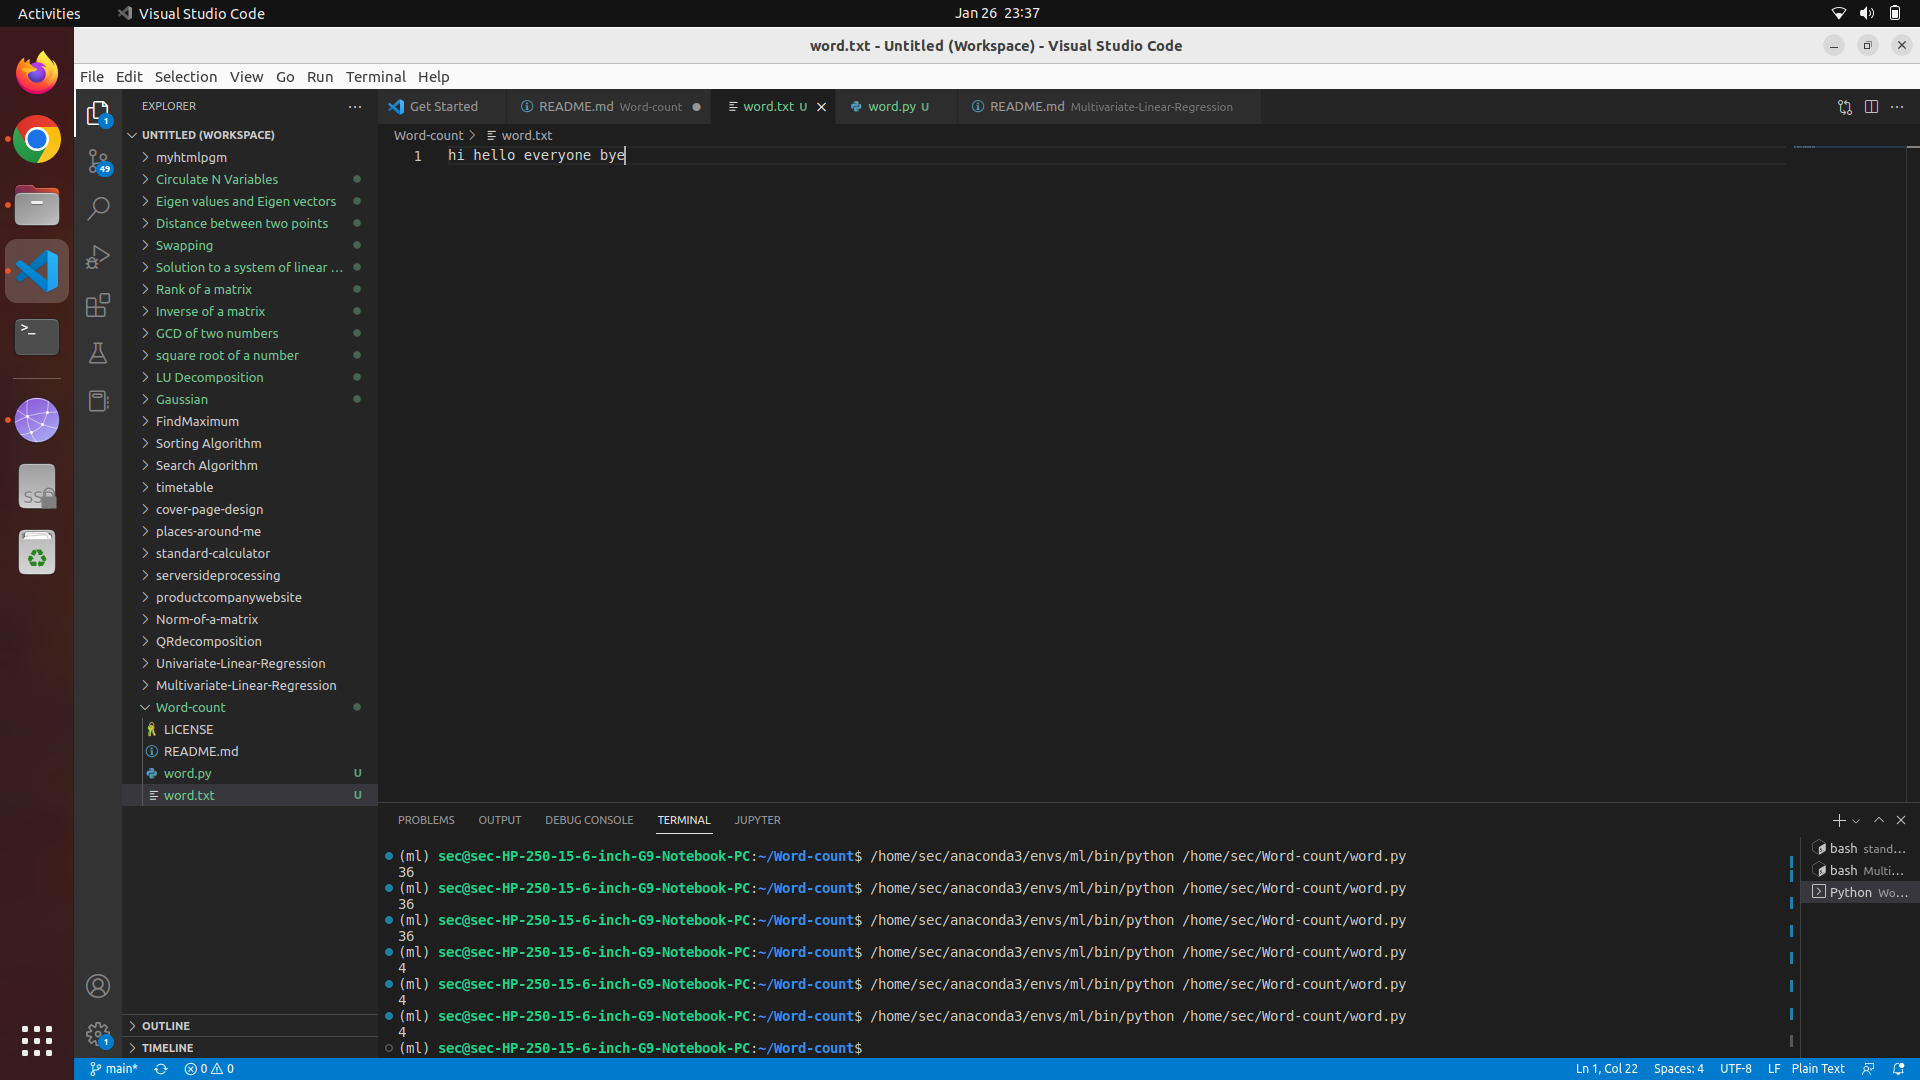 Activities
Visual Studio Code
Jan 26 23:37
word.txt - Untitled (Workspace) - Visual Studio Code
File Edit Selection View Go Run Terminal Help
EXPLORER
Get Started
README.md Word-count
word.txt U
word.py U
README.md Multivariate-Linear-Regression
Word-count > word.txt
1 hi hello everyone bye
1
49
UNTITLED (WORKSPACE)
myhtmlpgm
Circulate N Variables
Eigen values and Eigen vectors
Distance between two points
Swapping
Solution to a system of linear ...
Rank of a matrix
Inverse of a matrix
GCD of two numbers
square root of a number
LU Decomposition
Gaussian
FindMaximum
Sorting Algorithm
Search Algorithm
timetable
cover-page-design
places-around-me
standard-calculator
serversideprocessing
productcompanywebsite
Norm-of-a-matrix
QRdecomposition
Univariate-Linear-Regression
Multivariate-Linear-Regression
Word-count
LICENSE
README.md
word.py U
word.txt U
OUTLINE
TIMELINE
>_
SS
1
PROBLEMS OUTPUT DEBUG CONSOLE TERMINAL JUPYTER
(ml) sec@sec-HP-250-15-6-inch-G9-Notebook-PC:~/Word-count$ /home/sec/anaconda3/envs/ml/bin/python /home/sec/Word-count/word.py
36
(ml) sec@sec-HP-250-15-6-inch-G9-Notebook-PC:~/Word-count$ /home/sec/anaconda3/envs/ml/bin/python /home/sec/Word-count/word.py
36
(ml) sec@sec-HP-250-15-6-inch-G9-Notebook-PC:~/Word-count$ /home/sec/anaconda3/envs/ml/bin/python /home/sec/Word-count/word.py
36
(ml) sec@sec-HP-250-15-6-inch-G9-Notebook-PC:~/Word-count$ /home/sec/anaconda3/envs/ml/bin/python /home/sec/Word-count/word.py
4
(ml) sec@sec-HP-250-15-6-inch-G9-Notebook-PC:~/Word-count$ /home/sec/anaconda3/envs/ml/bin/python /home/sec/Word-count/word.py
4
(ml) sec@sec-HP-250-15-6-inch-G9-Notebook-PC:~/Word-count$ /home/sec/anaconda3/envs/ml/bin/python /home/sec/Word-count/word.py
4
(ml) sec@sec-HP-250-15-6-inch-G9-Notebook-PC:~/Word-count$
bash stand...
bash Multi...
Python Wo...
main* 0 0
Ln 1, Col 22 Spaces: 4 UTF-8 LF Plain Text